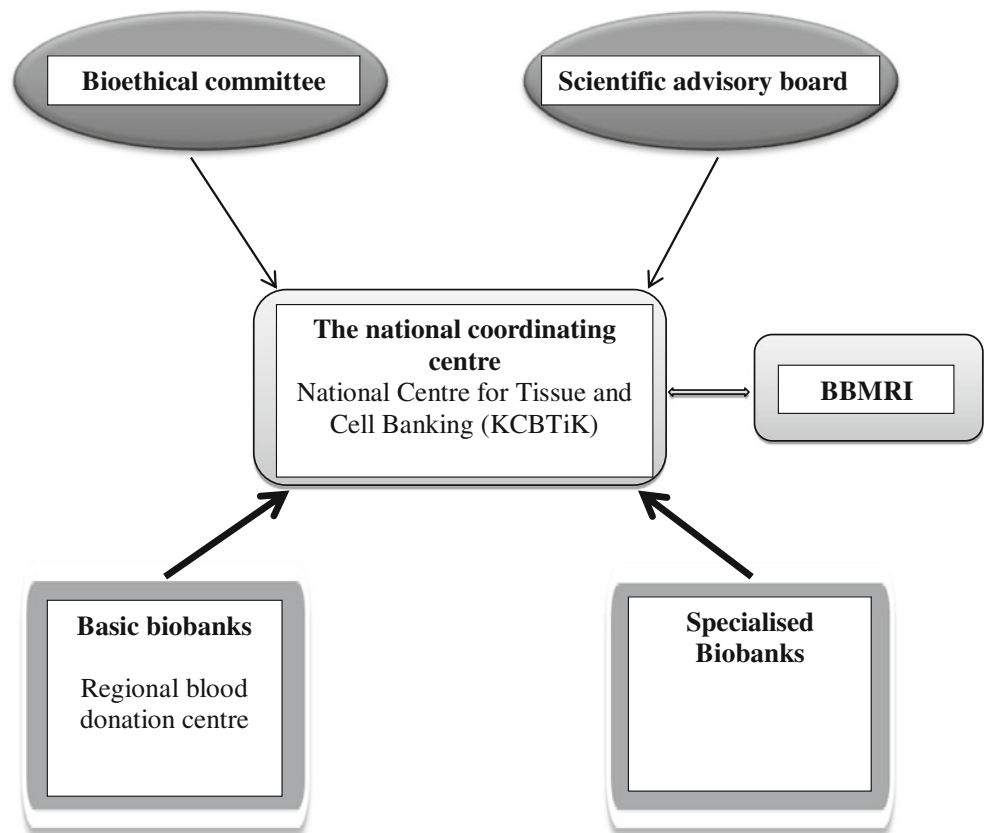 Bioethical committee
Scientific advisory board
The national coordinating
centre
National Centre for Tissue and
Cell Banking (KCBTiK)
BBMRI
Basic biobanks
Regional blood
donation centre
Specialised
Biobanks